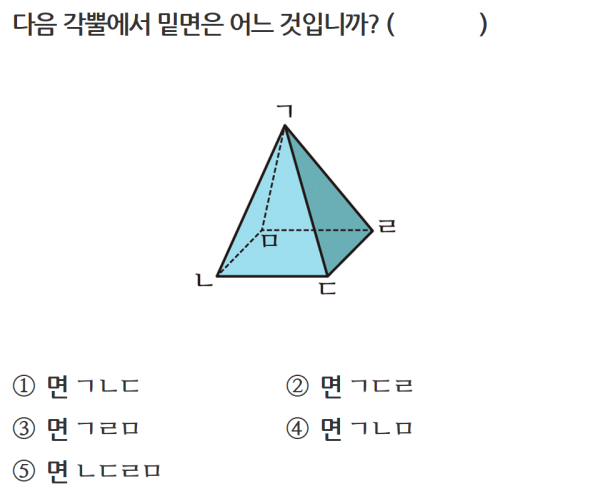 다음 각뿔에서 밑면은 어느 것입니까? (          )
ㄱ
ㄹ
ㅁ
ㄴ
ㄷ
① 면 ㄱㄴㄷ ② 면 ㄱㄷㄹ
③ 면 ㄱㄹㅁ ④ 면 ㄱㄴㅁ
⑤ 면 ㄴㄷㄹㅁ